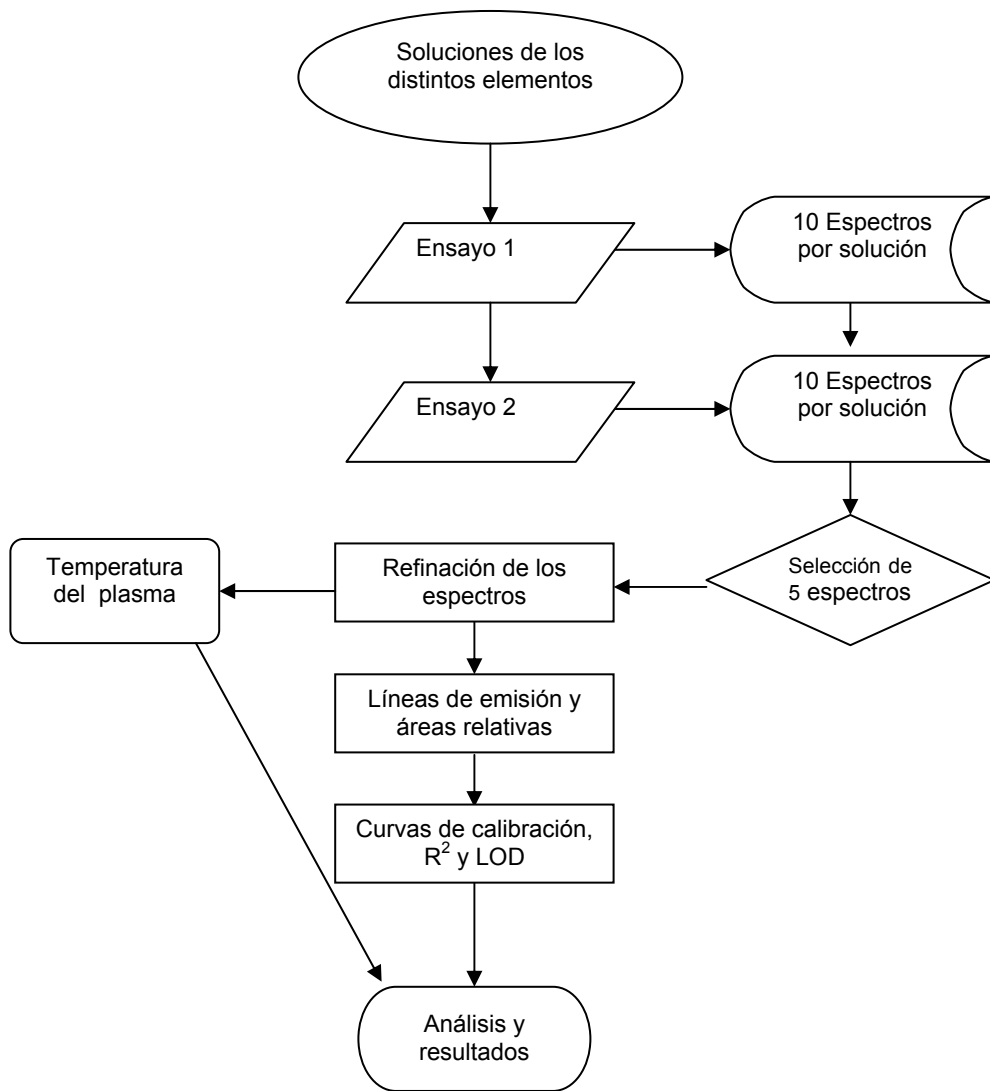 Soluciones de los
distintos elementos
Ensayo 1
10 Espectros
por solución
Ensayo 2
10 Espectros
por solución
Selección de
5 espectros
Refinación de los
espectros
Temperatura
del plasma
Líneas de emisión y
áreas relativas
Curvas de calibración,
R² y LOD
Análisis y
resultados